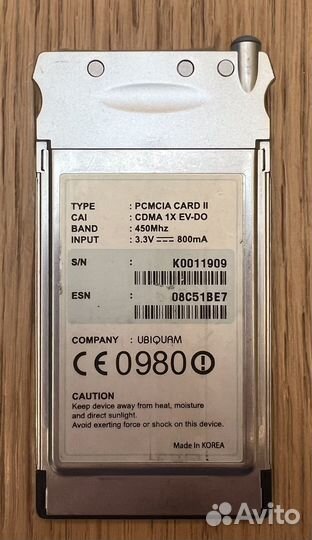 TYPE : PCMCIA CARD II
CAI : CDMA 1X EV-DO
BAND : 450Mhz
INPUT : 3.3V ⎓ 800mA
S/N : K0011909
ESN : 08C51BE7
COMPANY : UBIQUAM
CE0980
CAUTION
Keep device away from heat, moisture
and direct sunlight.
Avoid exerting force or shock on this device.
Made in KOREA
Avito